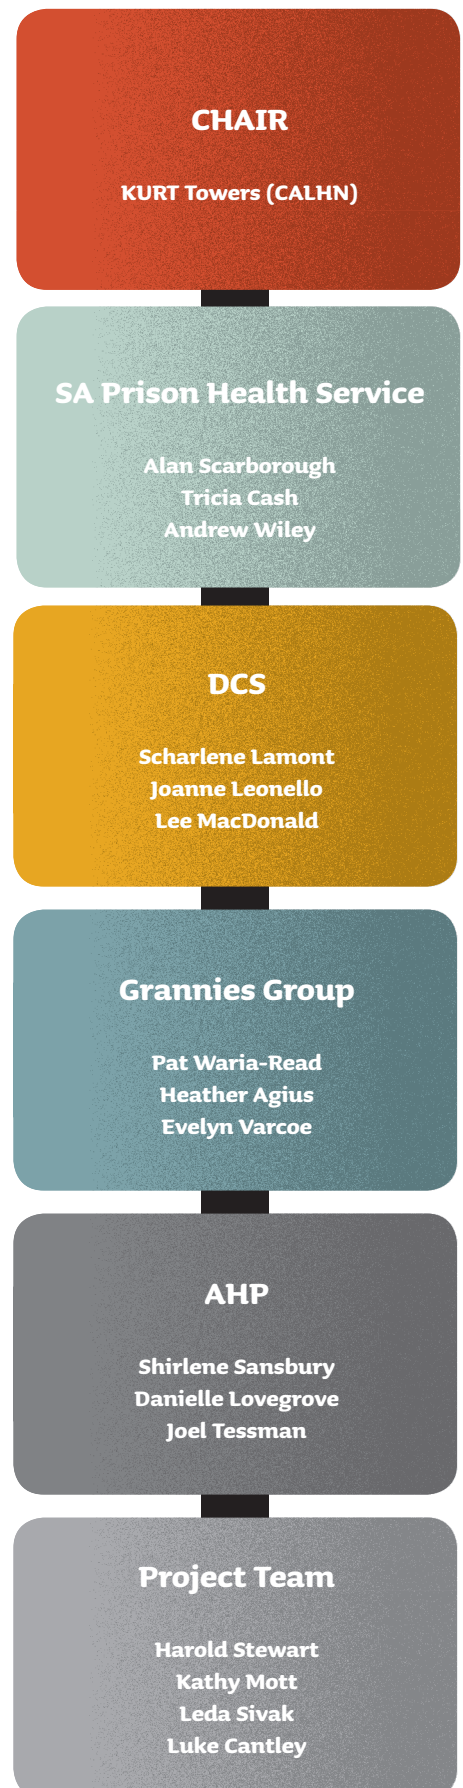 CHAIR
KURT Towers (CALHN)
SA Prison Health Service
Alan Scarborough
Tricia Cash
Andrew Wiley
DCS
Scharlene Lamont
Joanne Leonello
Lee MacDonald
Grannies Group
Pat Waria-Read
Heather Agius
Evelyn Varcoe
AHP
Shirlene Sansbury
Danielle Lovegrove
Joel Tessman
Project Team
Harold Stewart
Kathy Mott
Leda Sivak
Luke Cantley